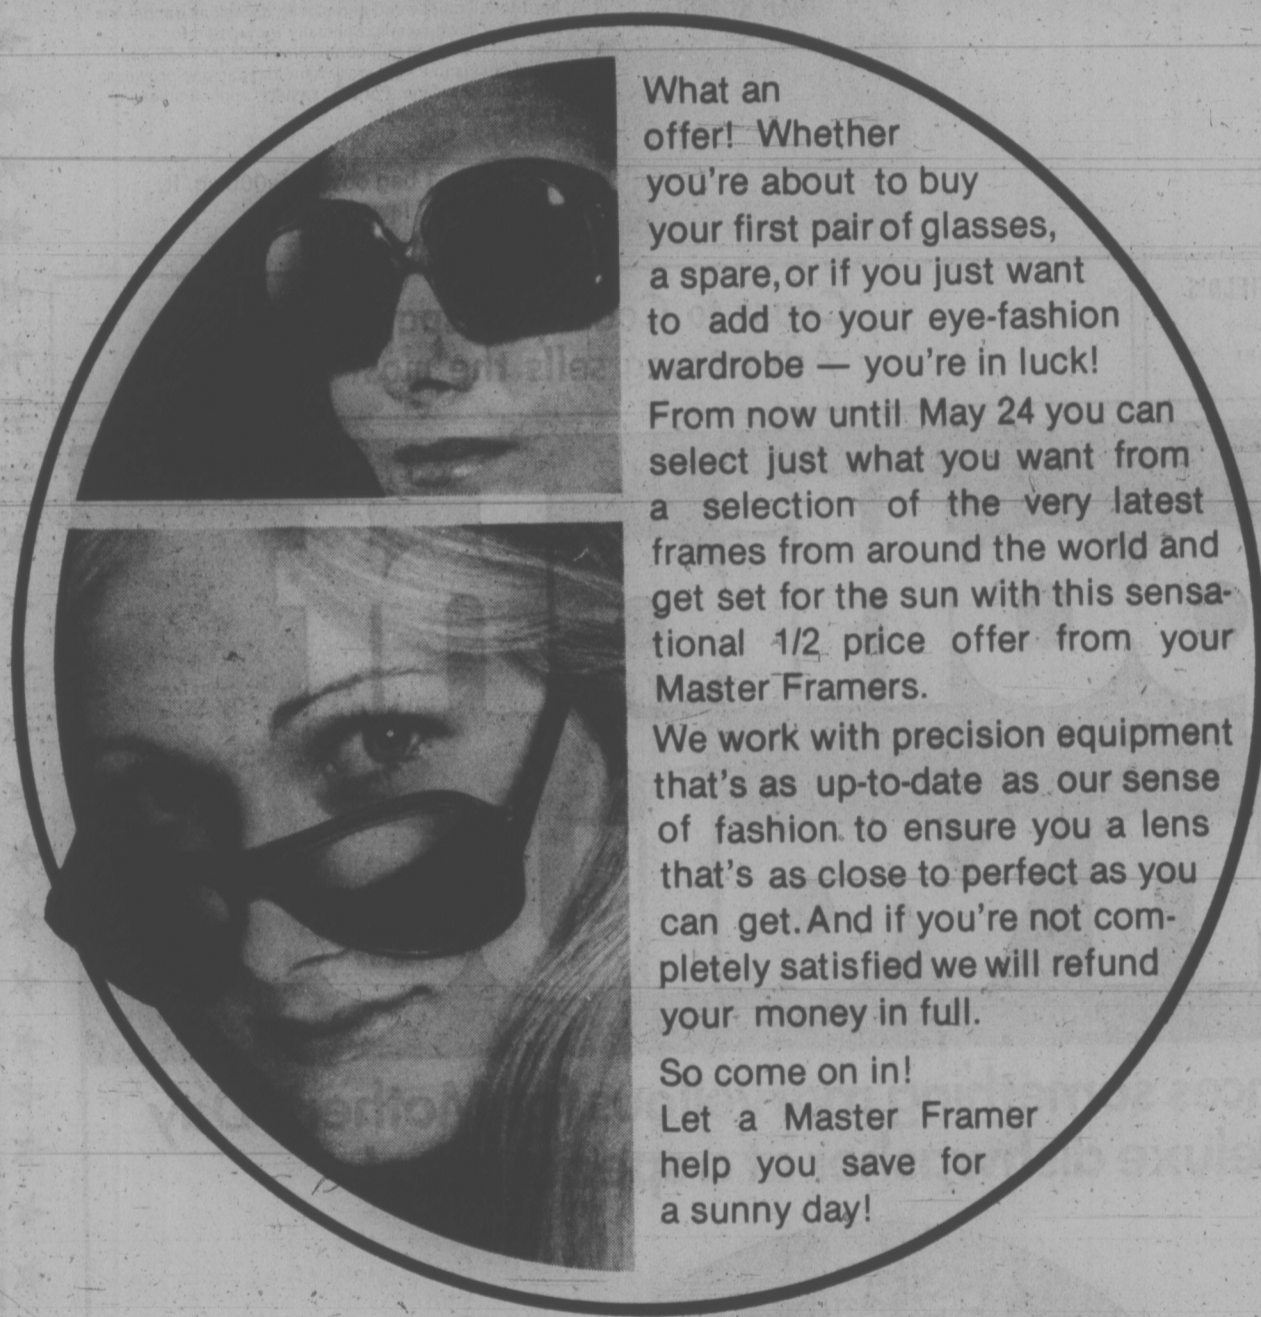 What an
offer! Whether
you're about to buy
your first pair of glasses,
a spare, or if you just want
to add to your eye-fashion
wardrobe — you're in luck!
From now until May 24 you can
select just what you want from
a selection of the very latest
frames from around the world and
get set for the sun with this sensa-
tional 1/2 price offer from your
Master Framers.
We work with precision equipment
that's as up-to-date as our sense
of fashion to ensure you a lens
that's as close to perfect as you
can get. And if you're not com-
pletely satisfied we will refund
your money in full.
So come on in!
Let a Master Framer
help you save for
a sunny day!